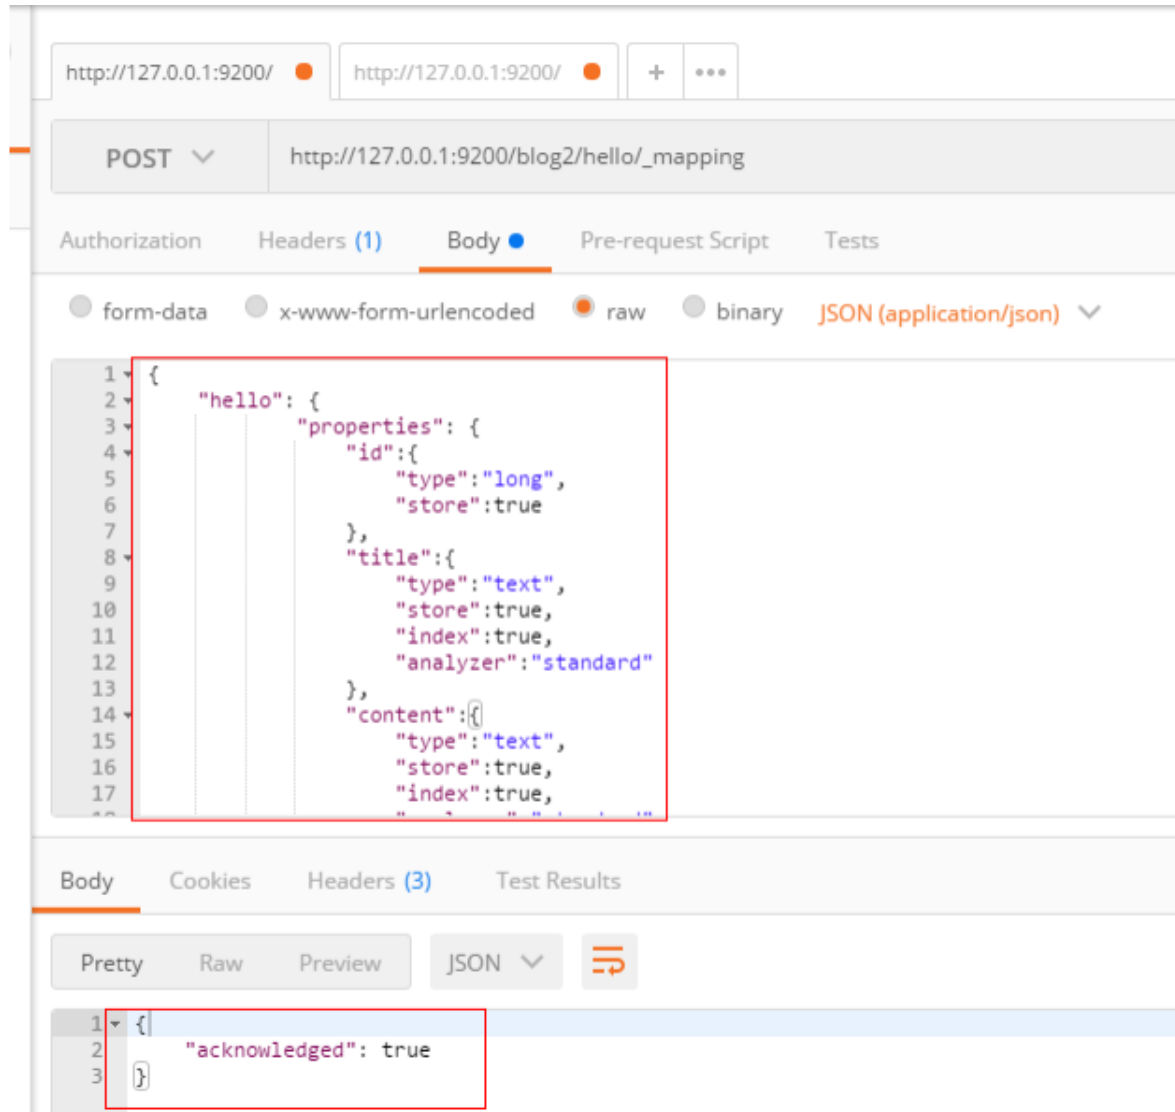 http://127.0.0.1:9200/ http://127.0.0.1:9200/ + •••
POST http://127.0.0.1:9200/blog2/hello/_mapping
Authorization Headers (1) Body Pre-request Script Tests
form-data x-www-form-urlencoded raw binary JSON (application/json)
1 {
2 "hello": {
3 "properties": {
4 "id":{
5 "type":"long",
6 "store":true
7 },
8 "title":{
9 "type":"text",
10 "store":true,
11 "index":true,
12 "analyzer":"standard"
13 },
14 "content":{
15 "type":"text",
16 "store":true,
17 "index":true,
Body Cookies Headers (3) Test Results
Pretty Raw Preview JSON
1 {
2 "acknowledged": true
3 }